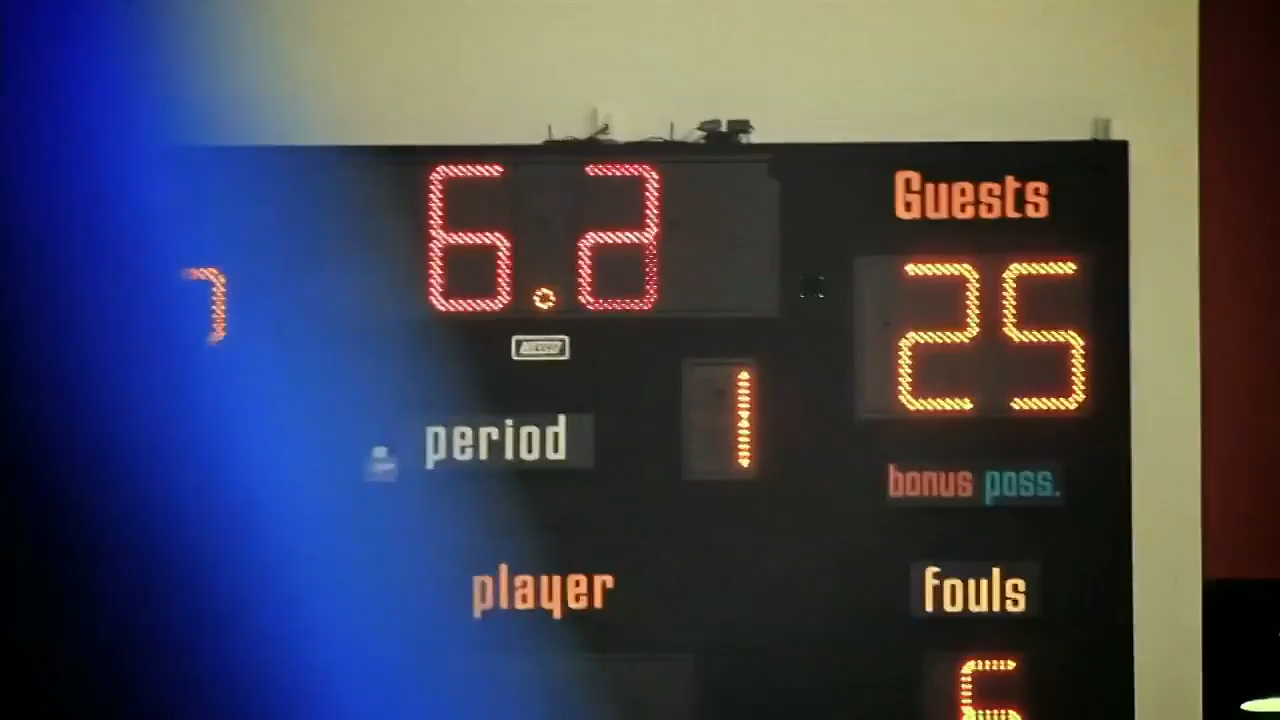 6.2
Guests
25
period 1
bonus poss.
player
fouls